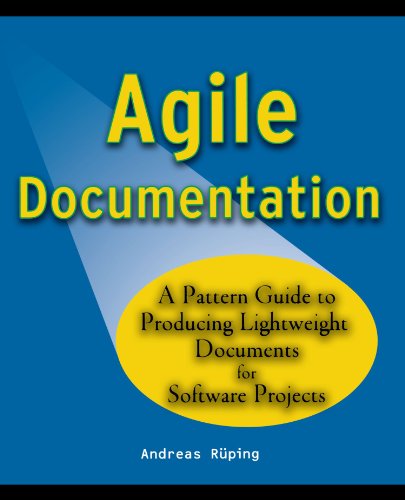 Agile
Documentation
A Pattern Guide to
Producing Lightweight
Documents
for
Software Projects
Andreas Rüping